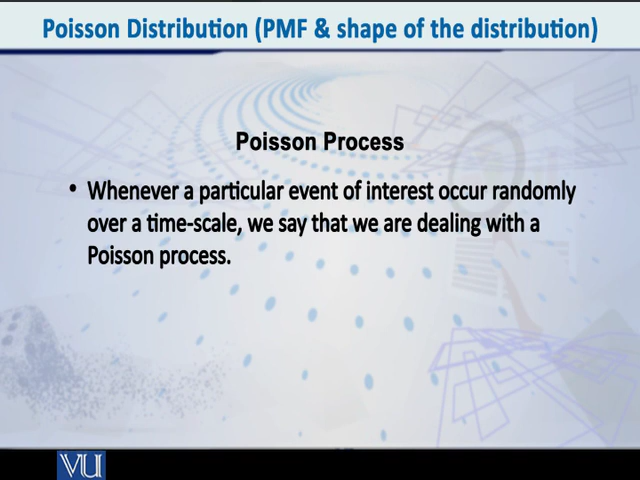 Poisson Distribution (PMF & shape of the distribution)
Poisson Process
• Whenever a particular event of interest occur randomly
over a time-scale, we say that we are dealing with a
Poisson process.
VU